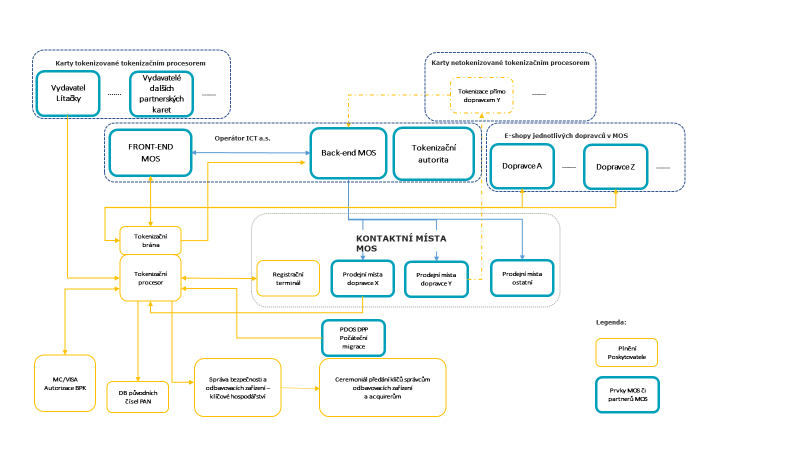 Karty tokenizované tokenizačním procesorem
Vydavatel
Lítačky
.......
Vydavatelé
dalších
partnerských
karet
Karty netokenizované tokenizačním procesorem
Tokenizace přímo
dopravcem Y
Operátor ICT a.s.
FRONT-END
MOS
Back-end MOS
Tokenizační
autorita
E-shopy jednotlivých dopravců v MOS
Dopravce A
Dopravce Z
Tokenizační
brána
Tokenizační
procesor
KONTAKTNÍ MÍSTA
MOS
Registrační
terminál
Prodejní místa
dopravce X
Prodejní místa
dopravce Y
Prodejní místa
ostatní
PDOS DPP
Počáteční
migrace
MC/VISA
Autorizace BPK
DB původních
čísel PAN
Správa bezpečnosti a
odbavovacích zařízení –
klíčové hospodářství
Ceremoniál předání klíčů správcům
odbavovacích zařízení
a acquirerům
Legenda:
Plnění
Poskytovatele
Prvky MOS či
partnerů MOS